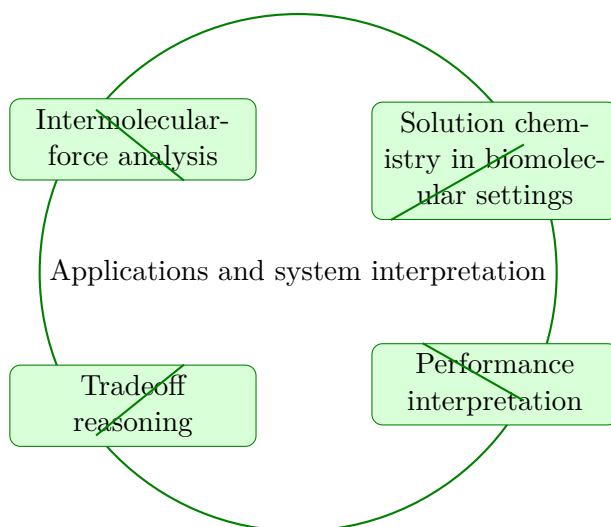 Intermolecular-
force analysis
Solution chem-
istry in biomolec-
ular settings
Applications and system interpretation
Tradeoff
reasoning
Performance
interpretation